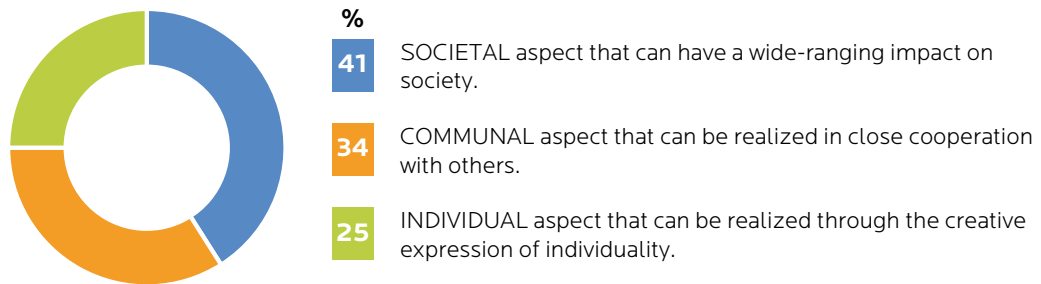 %
41
SOCIETAL aspect that can have a wide-ranging impact on
society.
34
COMMUNAL aspect that can be realized in close cooperation
with others.
25
INDIVIDUAL aspect that can be realized through the creative
expression of individuality.